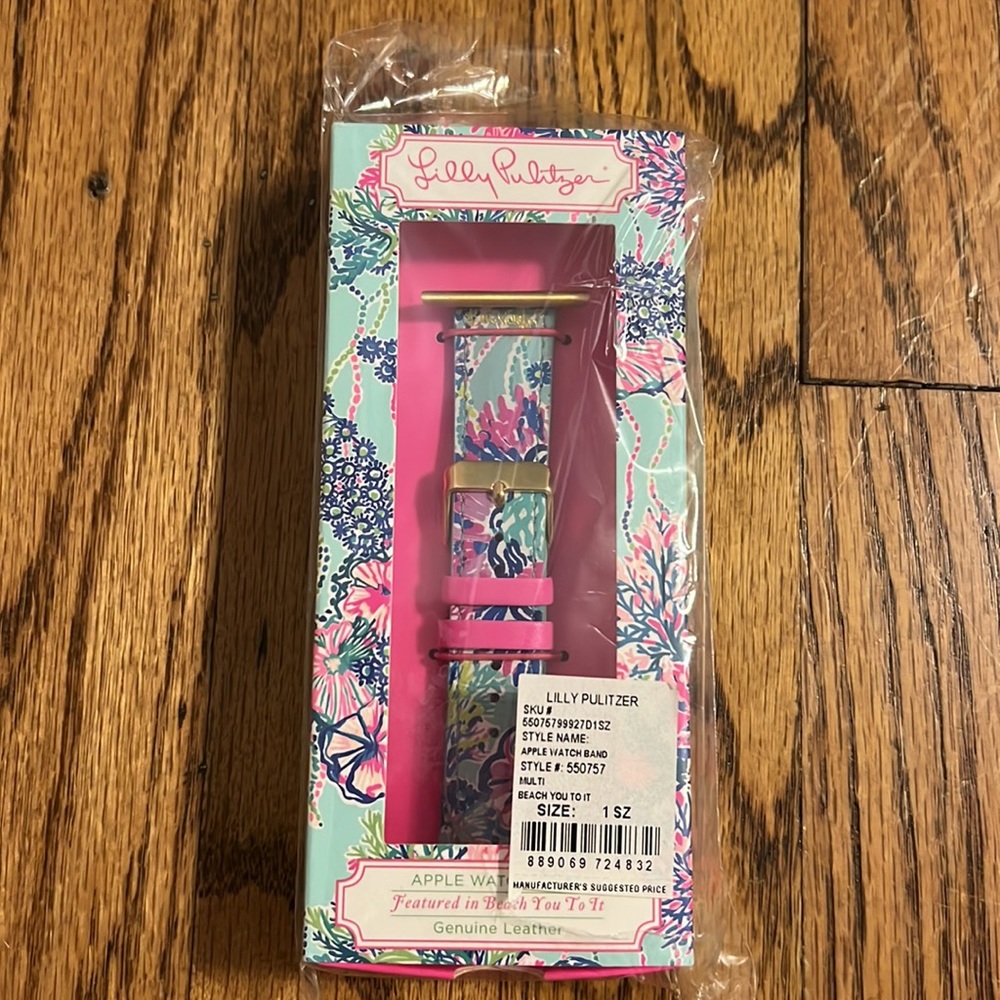 Lilly Pulitzer®
LILLY PULITZER
SKU #
55075799927D1SZ
STYLE NAME:
APPLE WATCH BAND
STYLE #: 550757
MULTI
BEACH YOU TO IT
SIZE: 1 SZ
889069 724832
MANUFACTURER'S SUGGESTED PRICE
APPLE WATC
Featured in Beach You To It
Genuine Leather